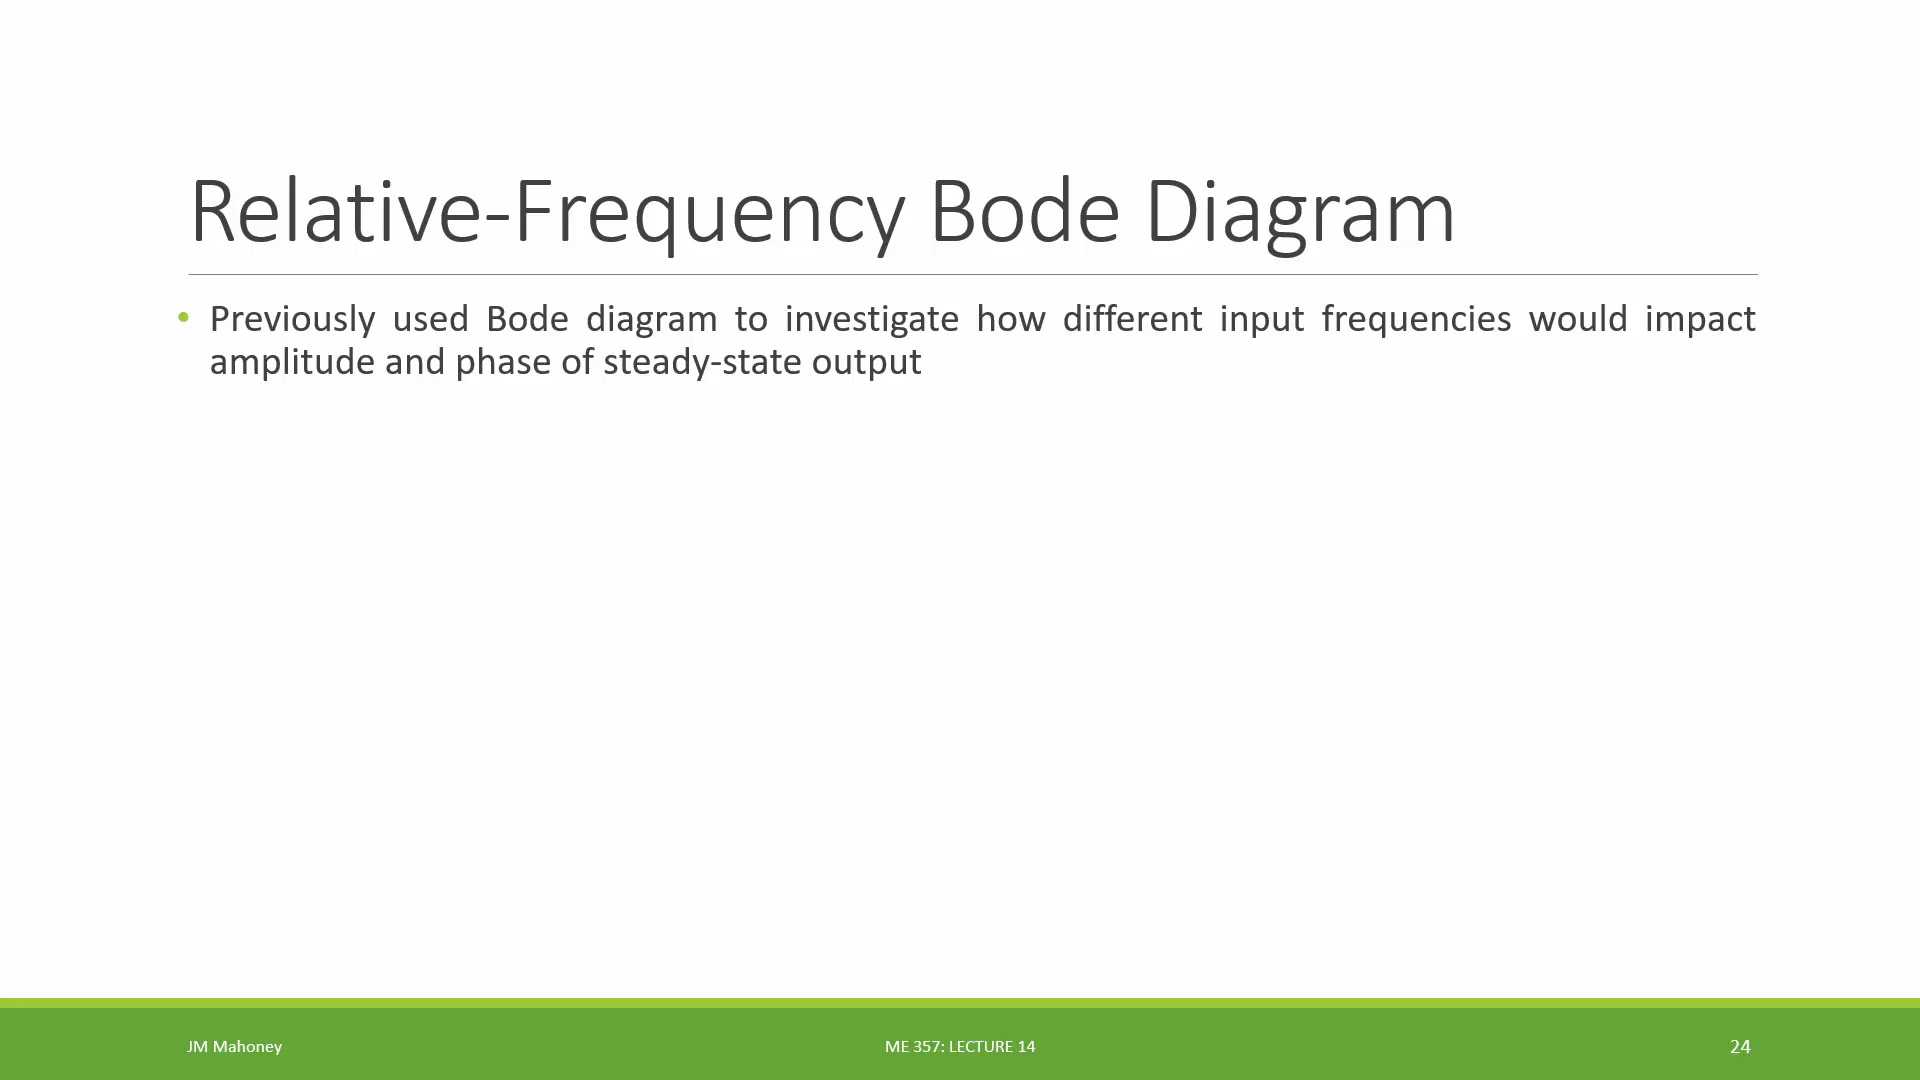 Relative-Frequency Bode Diagram
• Previously used Bode diagram to investigate how different input frequencies would impact
amplitude and phase of steady-state output
JM Mahoney
ME 357: LECTURE 14
24